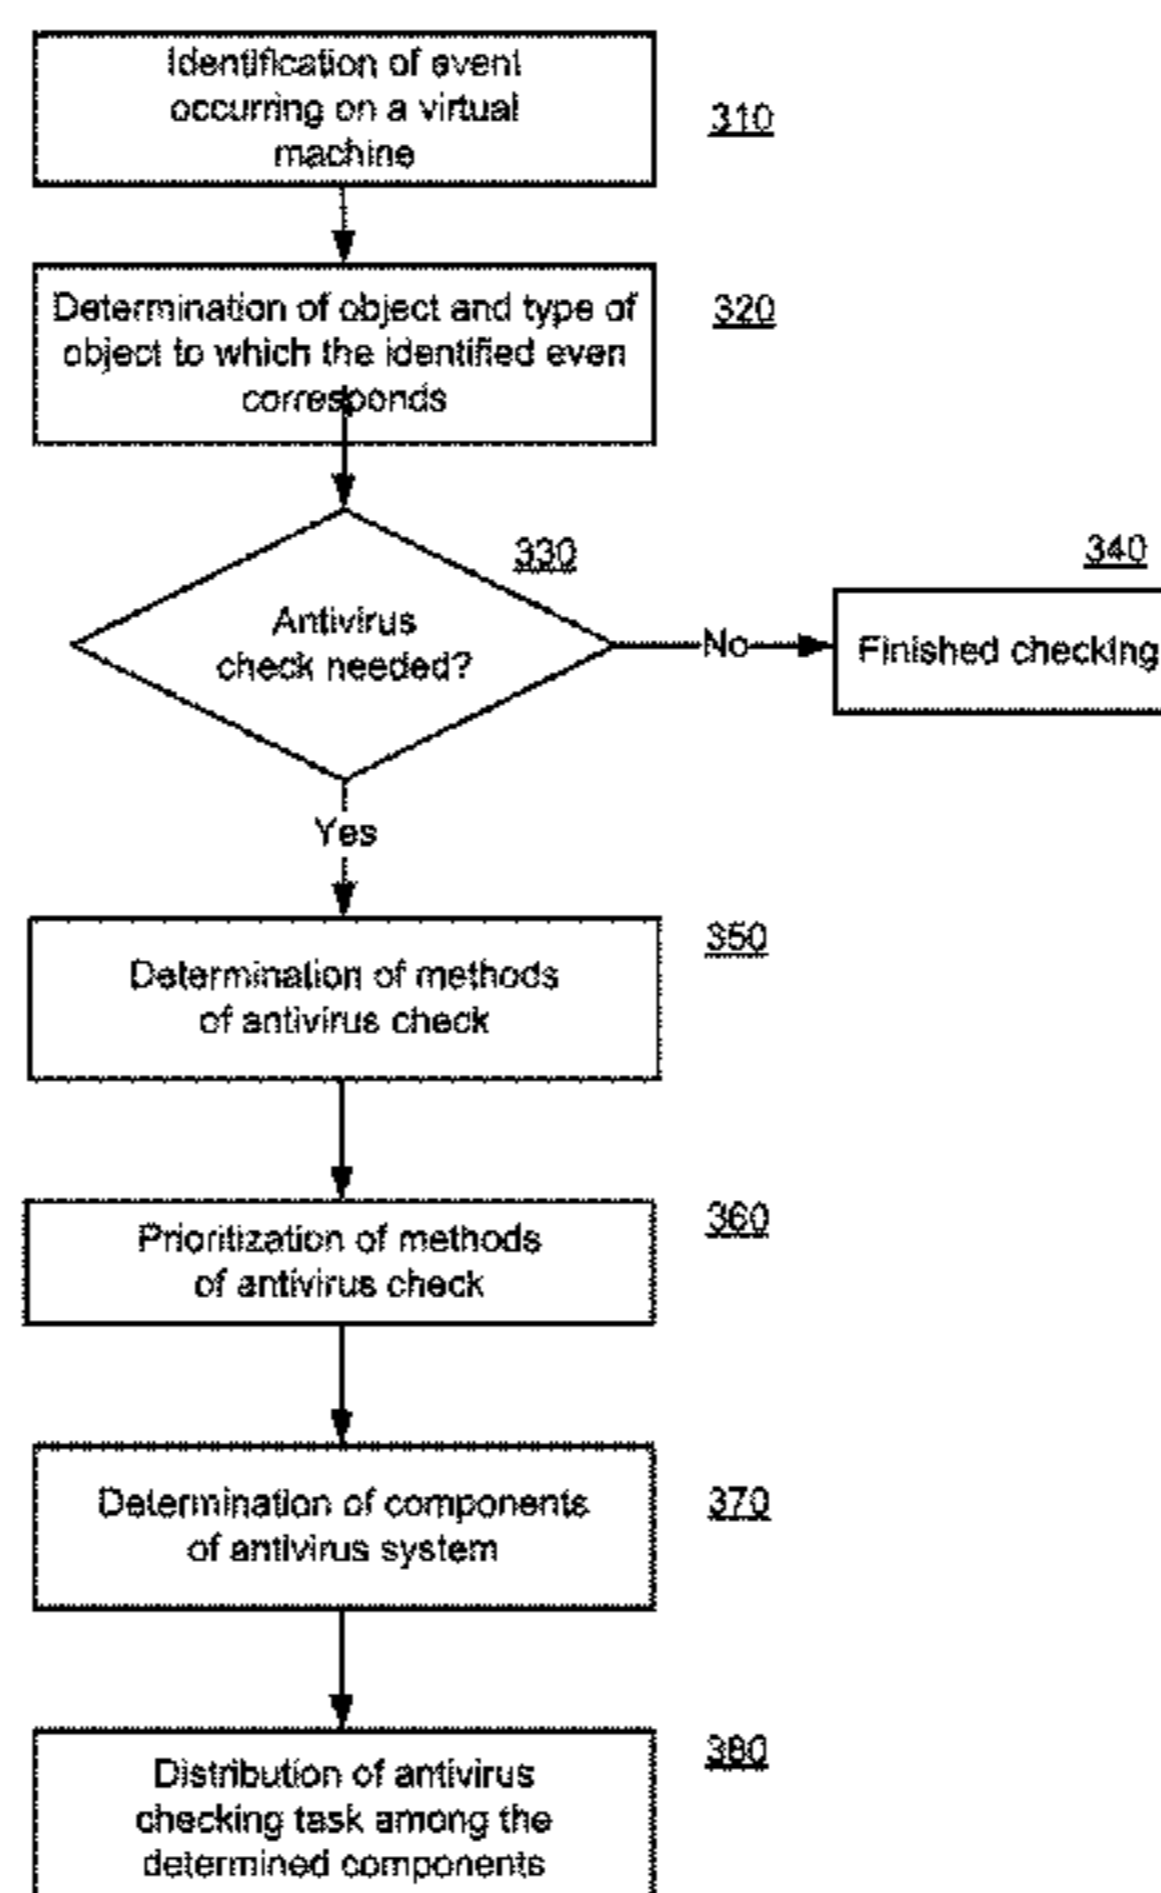 Identification of event
occurring on a virtual
machine
310
Determination of object and type of
object to which the identified even
corresponds
320
330
Antivirus
check needed?
No
340
Finished checking
Yes
Determination of methods
of antivirus check
350
Prioritization of methods
of antivirus check
360
Determination of components
of antivirus system
370
Distribution of antivirus
checking task among the
determined components
380